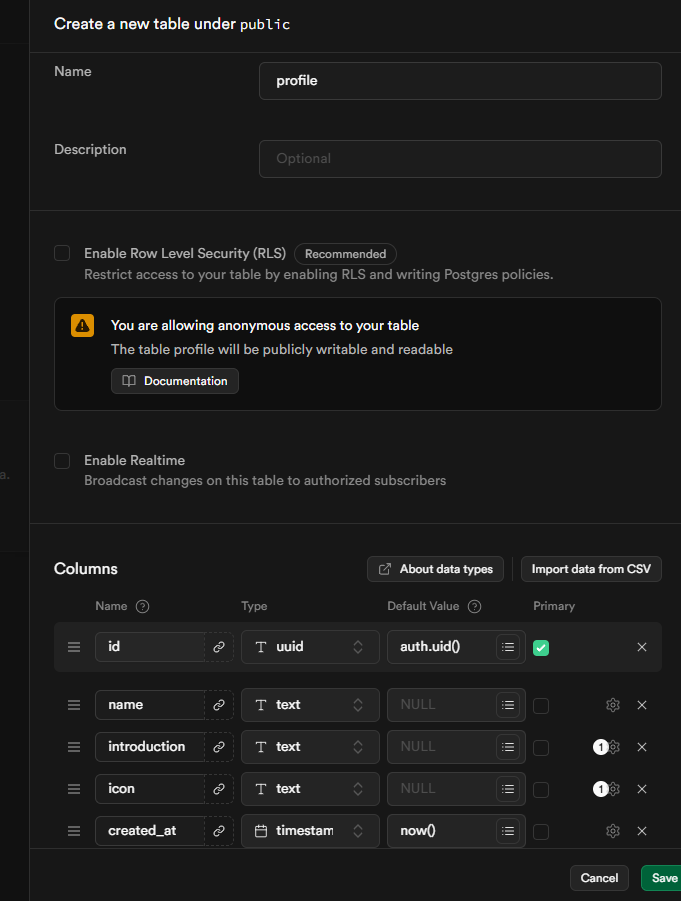 Create a new table under public
Name
profile
Description
Optional
Enable Row Level Security (RLS) Recommended
Restrict access to your table by enabling RLS and writing Postgres policies.
You are allowing anonymous access to your table
The table profile will be publicly writable and readable
Documentation
a.
Enable Realtime
Broadcast changes on this table to authorized subscribers
Columns About data types Import data from CSV
Name Type Default Value Primary
id uuid auth.uid()
name text NULL
introduction text NULL 1
icon text NULL 1
created_at timestam now()
Cancel Save